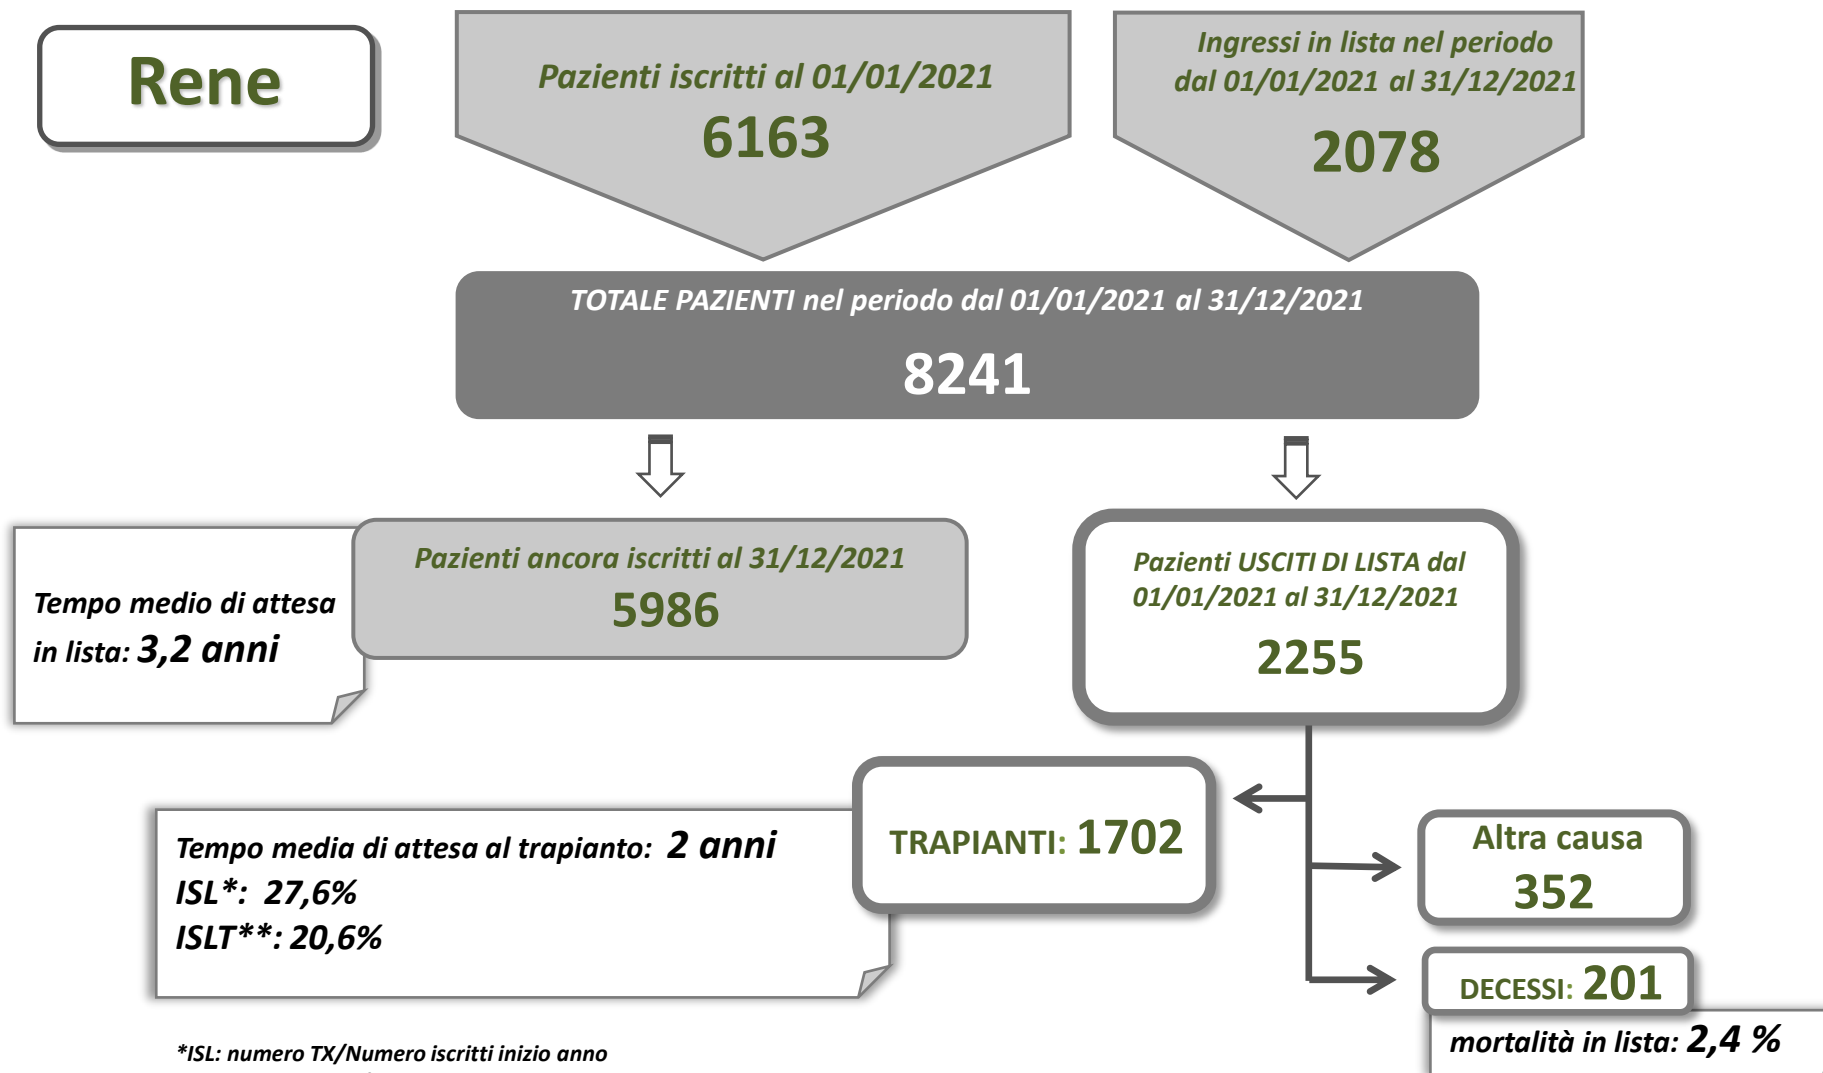 Rene
Pazienti iscritti al 01/01/2021
6163
Ingressi in lista nel periodo
dal 01/01/2021 al 31/12/2021
2078
TOTALE PAZIENTI nel periodo dal 01/01/2021 al 31/12/2021
8241
Pazienti ancora iscritti al 31/12/2021
5986
Tempo medio di attesa
in lista: 3,2 anni
Pazienti USCITI DI LISTA dal
01/01/2021 al 31/12/2021
2255
TRAPIANTI: 1702
Tempo media di attesa al trapianto: 2 anni
ISL*: 27,6%
ISLT**: 20,6%
Altra causa
352
DECESSI: 201
mortalità in lista: 2,4 %
*ISL: numero TX/Numero iscritti inizio anno